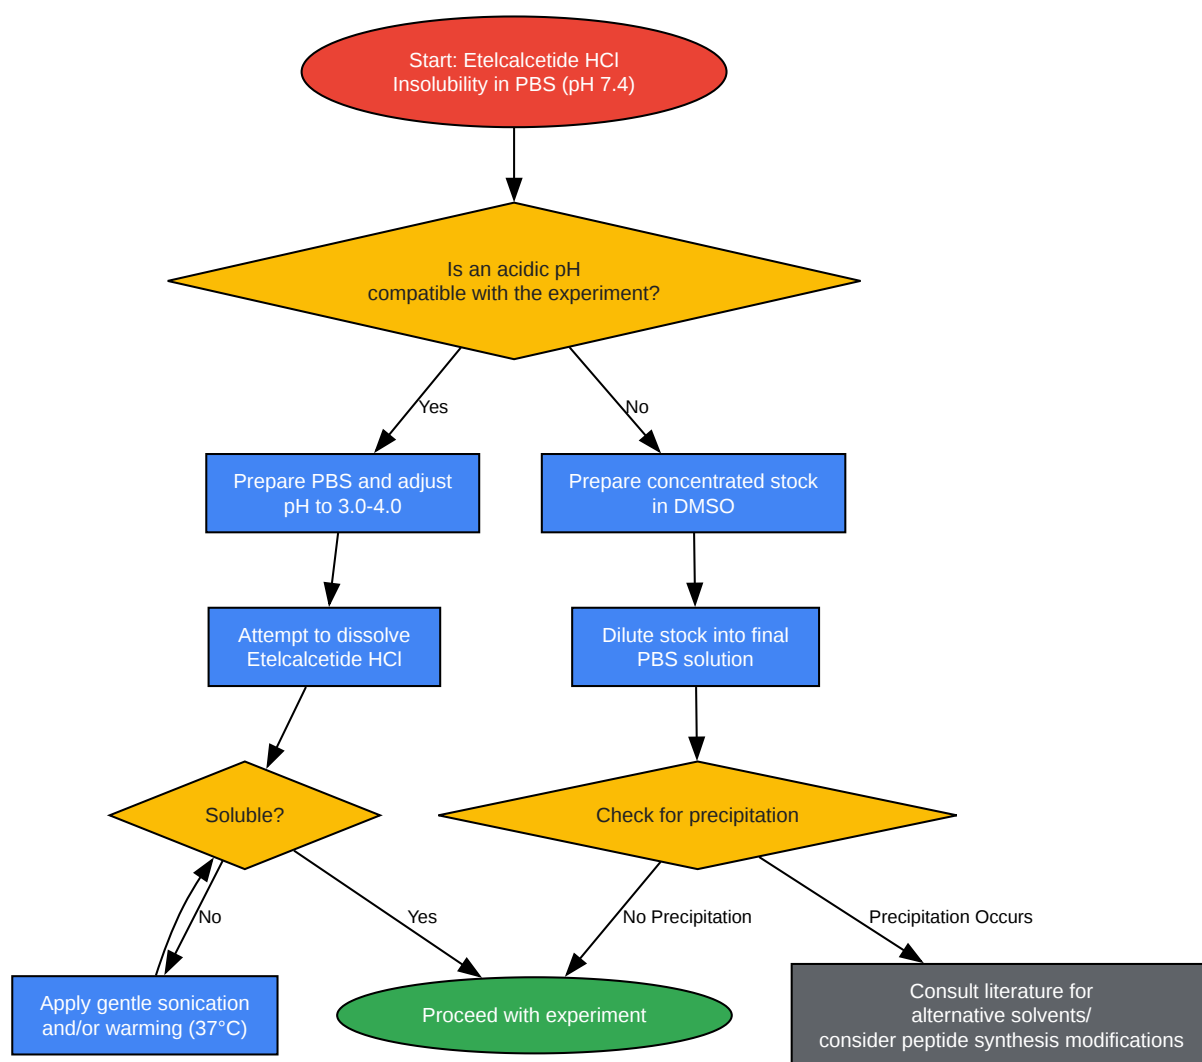 Start: Etelcalcetide HCl
Insolubility in PBS (pH 7.4)
Is an acidic pH
compatible with the experiment?
Yes
No
Prepare PBS and adjust
pH to 3.0-4.0
Prepare concentrated stock
in DMSO
Attempt to dissolve
Etelcalcetide HCl
Dilute stock into final
PBS solution
Soluble?
Check for precipitation
No
Yes
No Precipitation
Precipitation Occurs
Apply gentle sonication
and/or warming (37°C)
Proceed with experiment
Consult literature for
alternative solvents/
consider peptide synthesis modifications